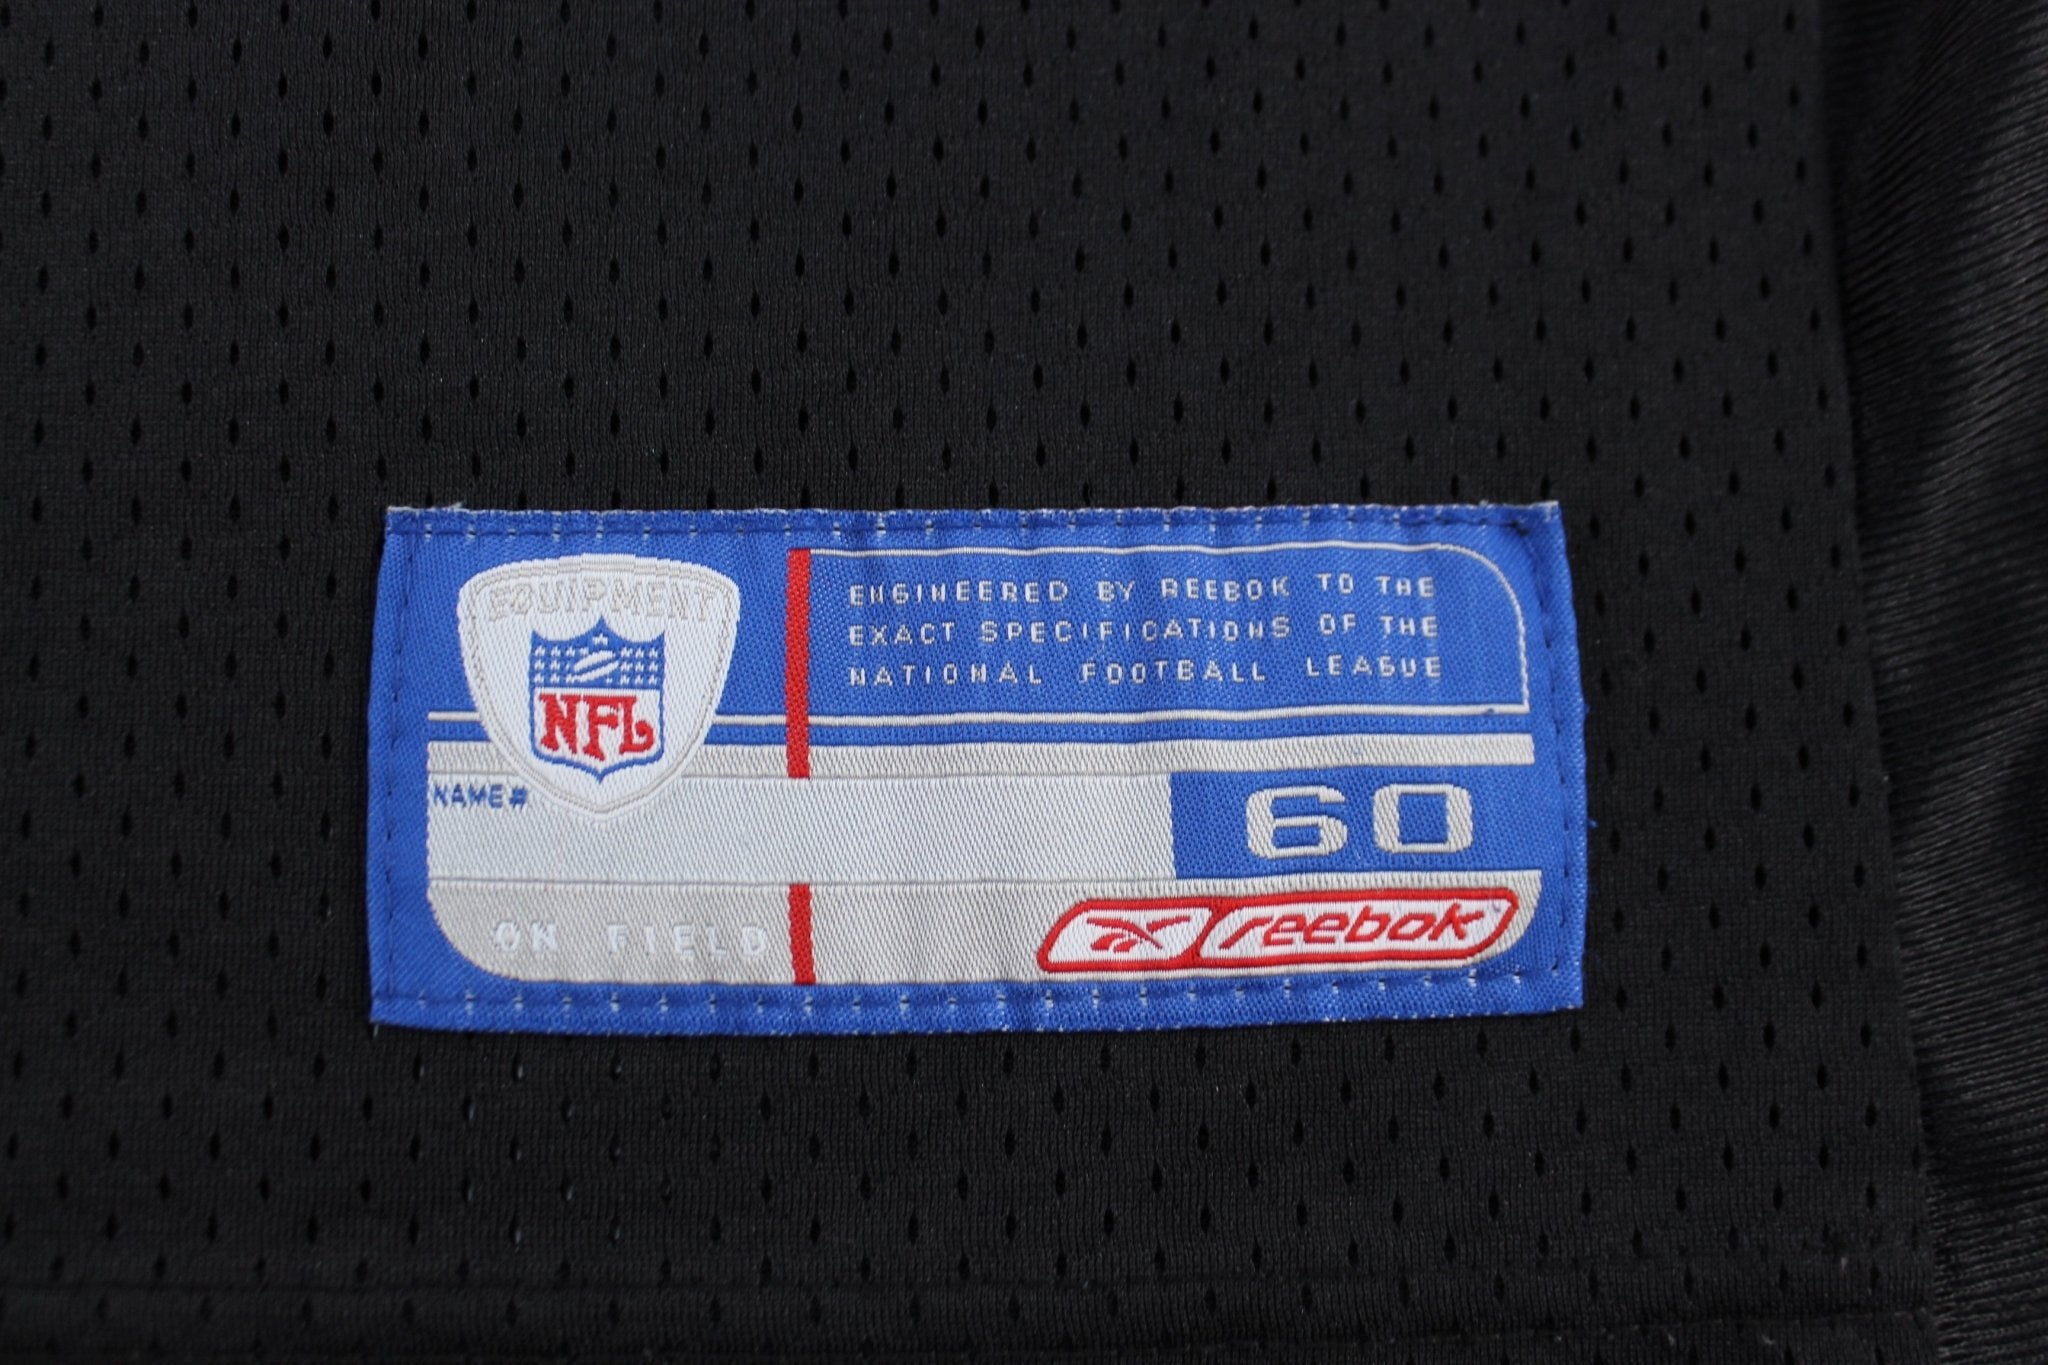 EQUIPMENT
NFL
ENGINEERED BY REEBOK TO THE
EXACT SPECIFICATIONS OF THE
NATIONAL FOOTBALL LEAGUE
NAME#
60
ON FIELD
Reebok